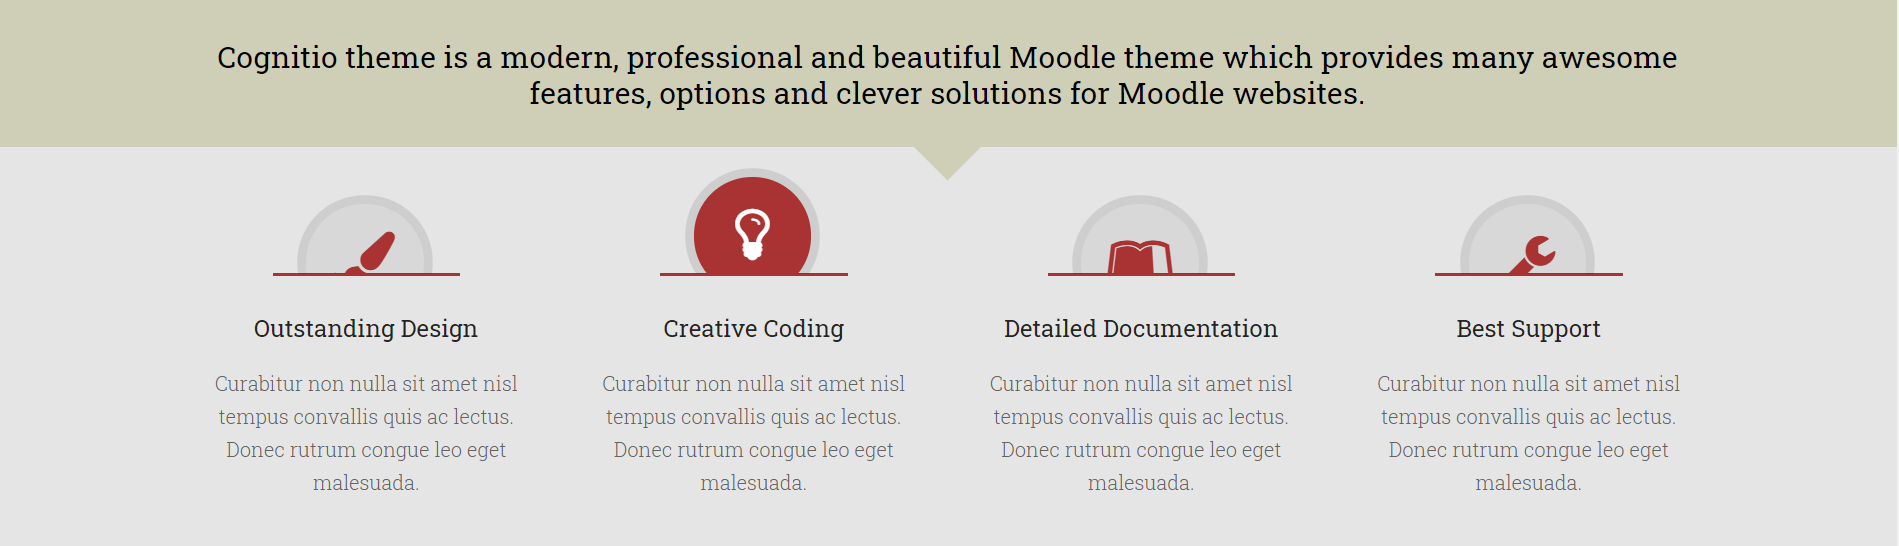 Cognitio theme is a modern, professional and beautiful Moodle theme which provides many awesome
features, options and clever solutions for Moodle websites.
Outstanding Design
Curabitur non nulla sit amet nisl
tempus convallis quis ac lectus.
Donec rutrum congue leo eget
malesuada.
Creative Coding
Curabitur non nulla sit amet nisl
tempus convallis quis ac lectus.
Donec rutrum congue leo eget
malesuada.
Detailed Documentation
Curabitur non nulla sit amet nisl
tempus convallis quis ac lectus.
Donec rutrum congue leo eget
malesuada.
Best Support
Curabitur non nulla sit amet nisl
tempus convallis quis ac lectus.
Donec rutrum congue leo eget
malesuada.